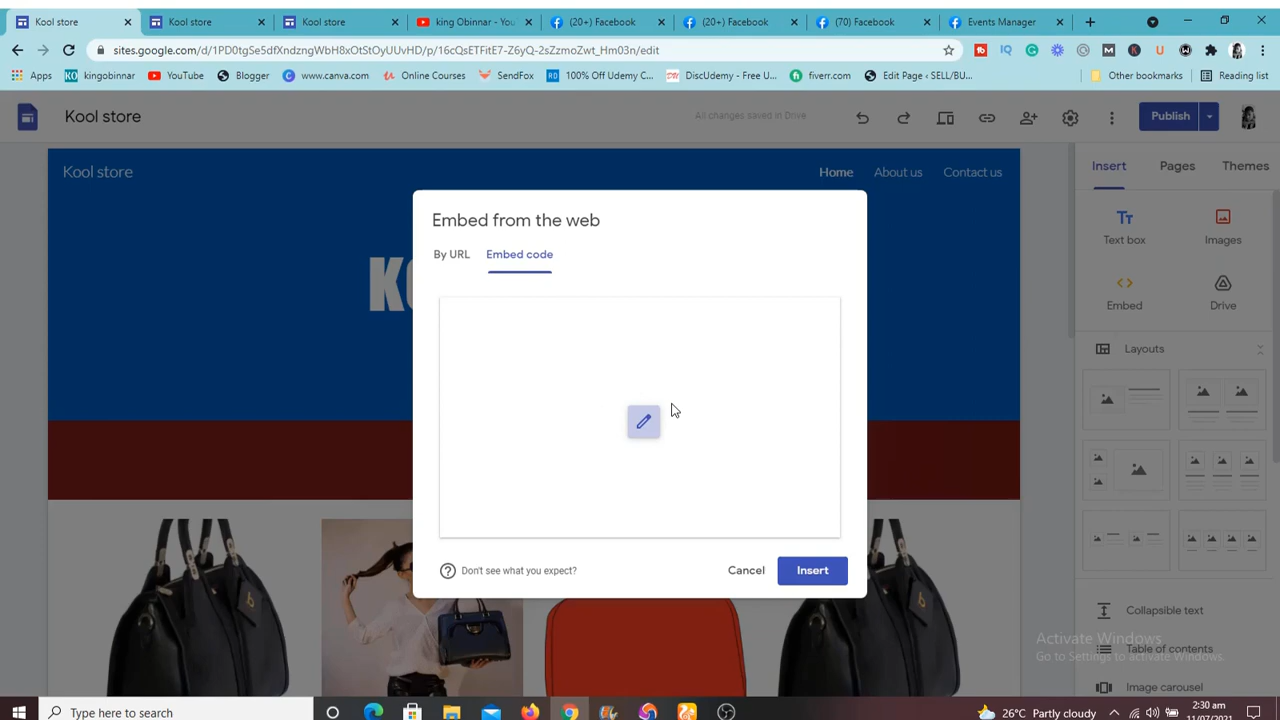 Kool store
Kool store
Kool store
king Obinnar - You
(20+) Facebook
(20+) Facebook
(70) Facebook
Events Manager
sites.google.com/d/1PD0tgSe5dfXndzngWbH8xOtStOyUUvHD/p/16cQsETFitE7-Z6yQ-2sZzmoZwt_Hm03n/edit
Apps
kingobinnar
YouTube
Blogger
www.canva.com
Online Courses
SendFox
100% Off Udemy C...
DiscUdemy - Free U...
fiverr.com
Edit Page ‹ SELL/BU...
Other bookmarks
Reading list
Kool store
All changes saved in Drive
Publish
Kool store
Home
About us
Contact us
Insert
Pages
Themes
Embed from the web
By URL
Embed code
Text box
Images
Embed
Drive
Layouts
Don't see what you expect?
Cancel
Insert
Collapsible text
Table of contents
Image carousel
Activate Windows
Go to Settings to activate Windows.
Type here to search
26°C Partly cloudy
2:30 am
11/07/2021